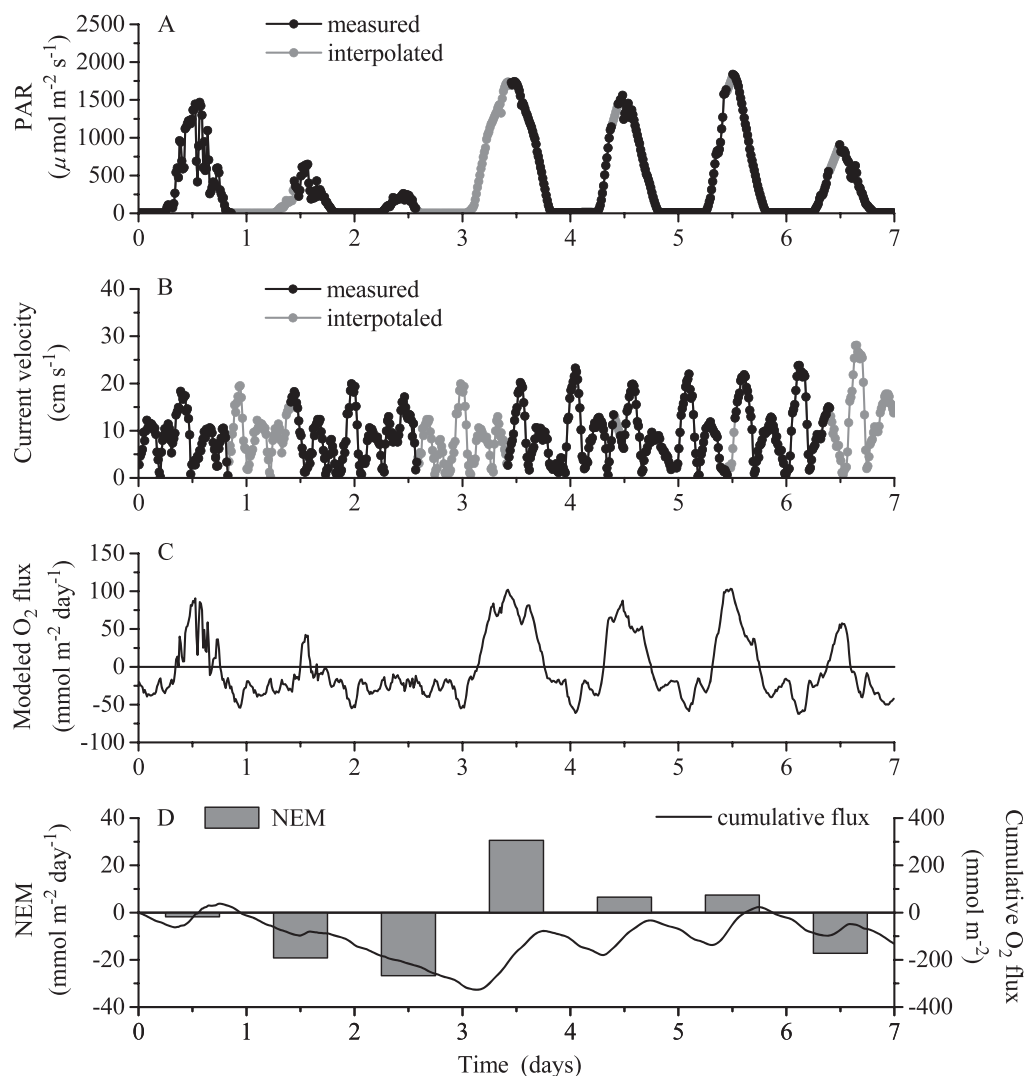 A
measured
interpolated
PAR
(μmol m-2 s-1)
2500
2000
1500
1000
500
0
0 1 2 3 4 5 6 7
B
measured
interpotaled
Current velocity
(cm s-1)
40
30
20
10
0
0 1 2 3 4 5 6 7
C
Modeled O2 flux
(mmol m-2 day-1)
150
100
50
0
-50
-100
0 1 2 3 4 5 6 7
D
NEM
cumulative flux
NEM
(mmol m-2 day-1)
40
20
0
-20
-40
400
200
0
-200
-400
Cumulative O2 flux
(mmol m-2)
0 1 2 3 4 5 6 7
Time (days)